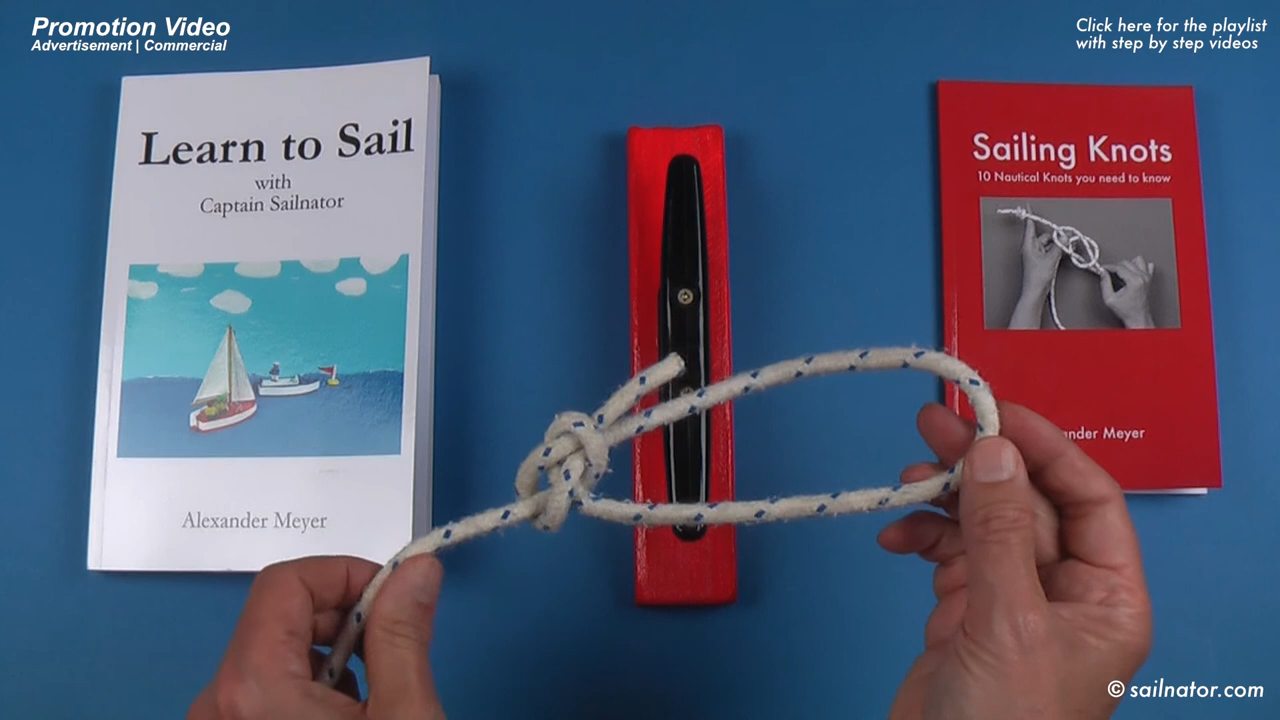 Promotion Video
Advertisement | Commercial
Click here for the playlist
with step by step videos
Learn to Sail
with
Captain Sailnator
Alexander Meyer
Sailing Knots
10 Nautical Knots you need to know
ander Meyer
© sailnator.com